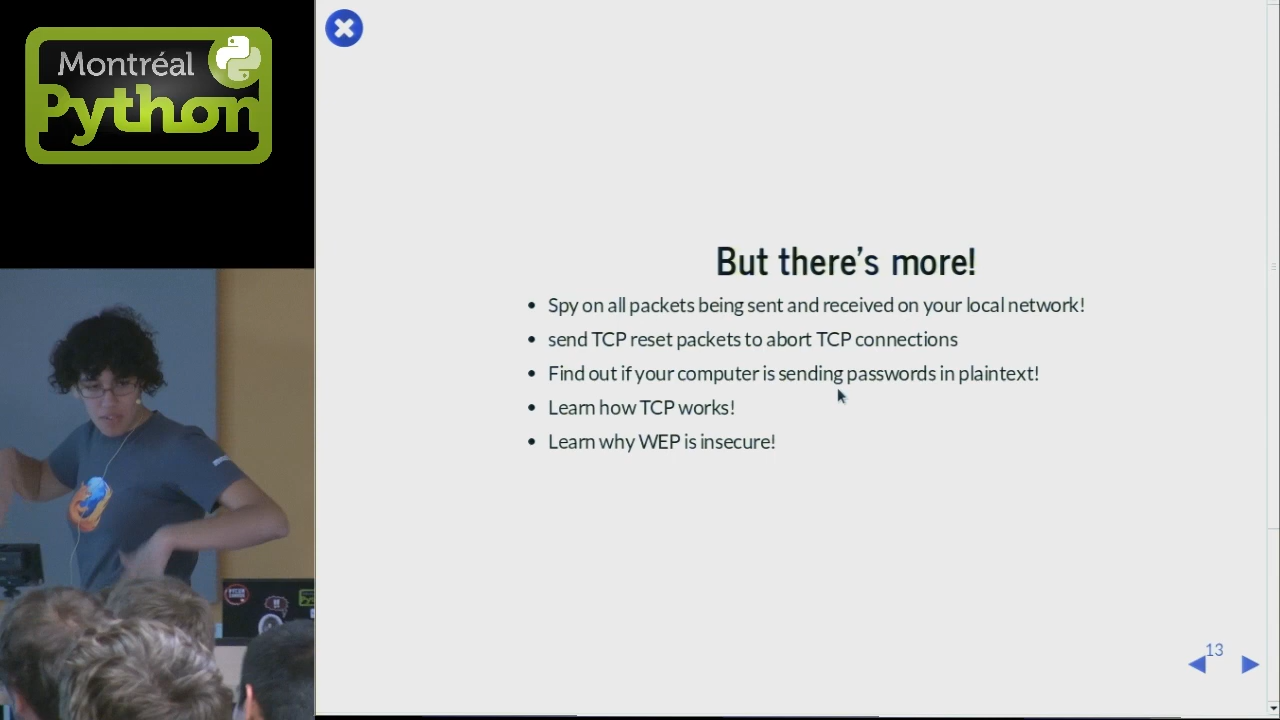 Montréal
Python
But there's more!
• Spy on all packets being sent and received on your local network!
• send TCP reset packets to abort TCP connections
• Find out if your computer is sending passwords in plaintext!
• Learn how TCP works!
• Learn why WEP is insecure!
13